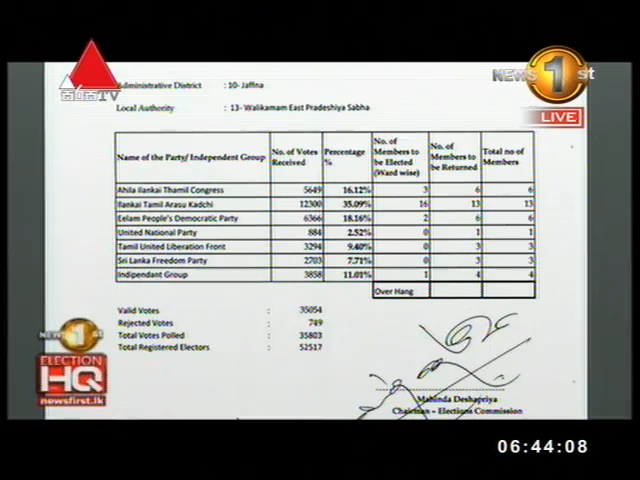 සිරස TV
NEWS 1st
LIVE
Administrative District : 10- Jaffna
Local Authority : 13- Walikamam East Pradeshiya Sabha
Name of the Party/ Independent Group | No. of Votes Received | Percentage % | No. of Members to be Elected (Ward wise) | No. of Members to be Returned | Total no of Members
Ahila Ilankai Thamil Congress 5649 16.12% 3 6 6
Ilankai Tamil Arasu Kadchi 12300 35.09% 16 13 13
Eelam People's Democratic Party 6366 18.16% 2 6 6
United National Party 884 2.52% 0 1 1
Tamil United Liberation Front 3294 9.40% 0 3 3
Sri Lanka Freedom Party 2703 7.71% 0 3 3
Indipendant Group 3858 11.01% 1 4 4
Over Hang
Valid Votes : 35054
Rejected Votes : 749
Total Votes Polled : 35803
Total Registered Electors : 52517
Mahinda Deshapriya
Chairman - Elections Commission
NEWS 1st
ELECTION
HQ
newsfirst.lk
06:44:08